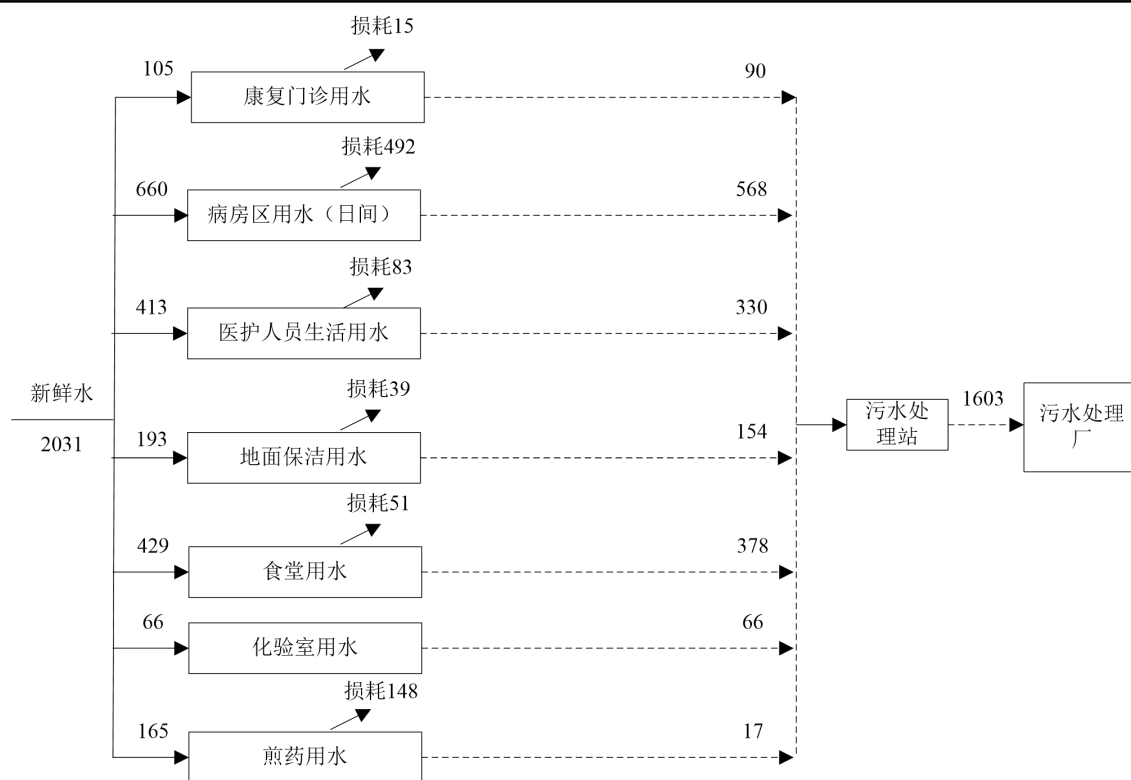 损耗15
105
康复门诊用水
90
损耗492
660
病房区用水（日间）
568
损耗83
413
医护人员生活用水
330
新鲜水
2031
损耗39
193
地面保洁用水
154
污水处
理站
1603
污水处理
厂
损耗51
429
食堂用水
378
66
化验室用水
66
损耗148
165
煎药用水
17